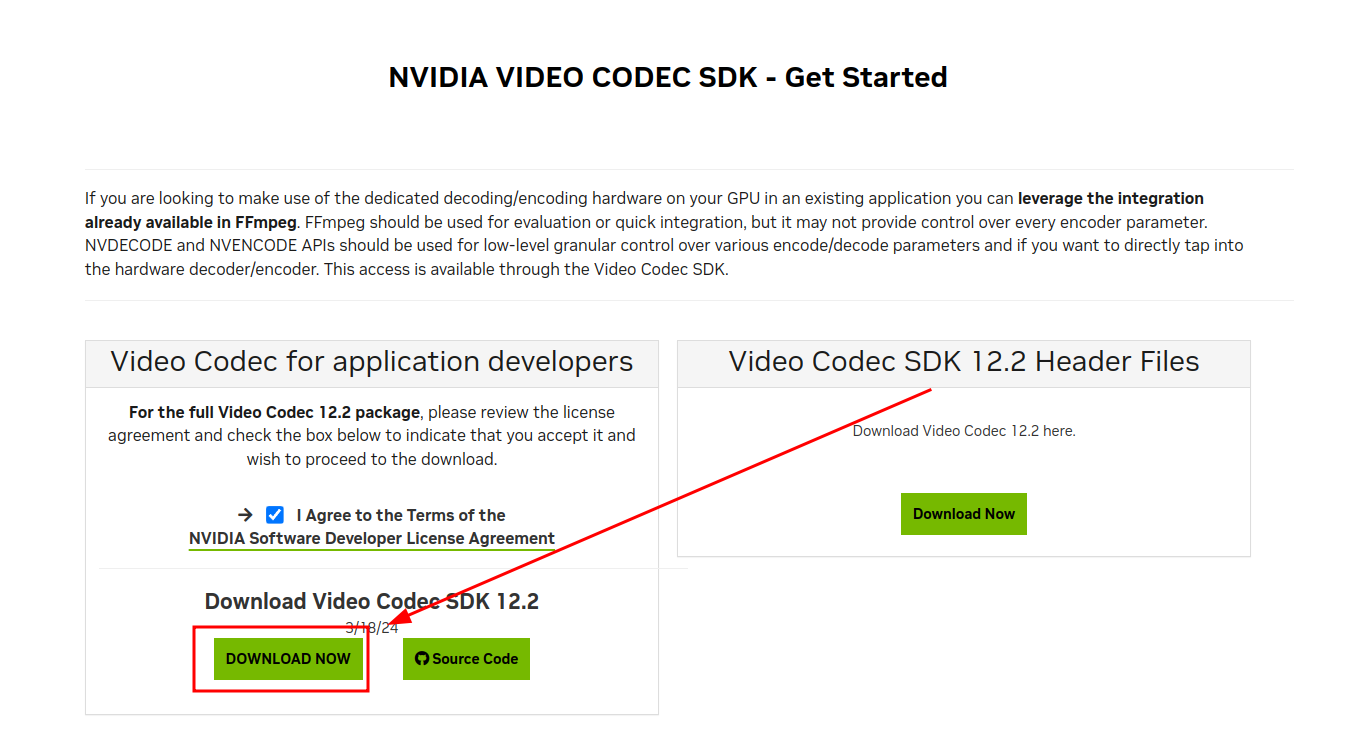 NVIDIA VIDEO CODEC SDK - Get Started
If you are looking to make use of the dedicated decoding/encoding hardware on your GPU in an existing application you can leverage the integration
already available in FFmpeg. FFmpeg should be used for evaluation or quick integration, but it may not provide control over every encoder parameter.
NVDECODE and NVENCODE APIs should be used for low-level granular control over various encode/decode parameters and if you want to directly tap into
the hardware decoder/encoder. This access is available through the Video Codec SDK.
Video Codec for application developers
For the full Video Codec 12.2 package, please review the license
agreement and check the box below to indicate that you accept it and
wish to proceed to the download.
→ I Agree to the Terms of the
NVIDIA Software Developer License Agreement
Download Video Codec SDK 12.2
3/18/24
DOWNLOAD NOW
Source Code
Video Codec SDK 12.2 Header Files
Download Video Codec 12.2 here.
Download Now